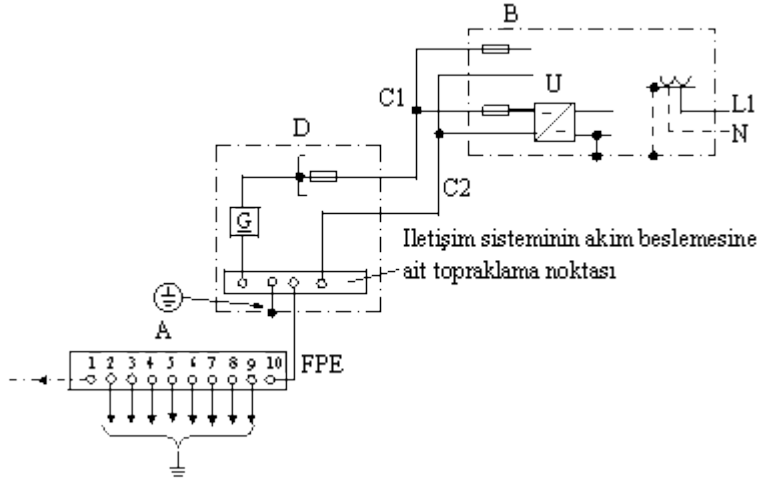 B
U
C1
L1
N
D
C2
G
Iletişim sisteminin akim beslemesine
ait topraklama noktası
A
1 2 3 4 5 6 7 8 9 10
FPE